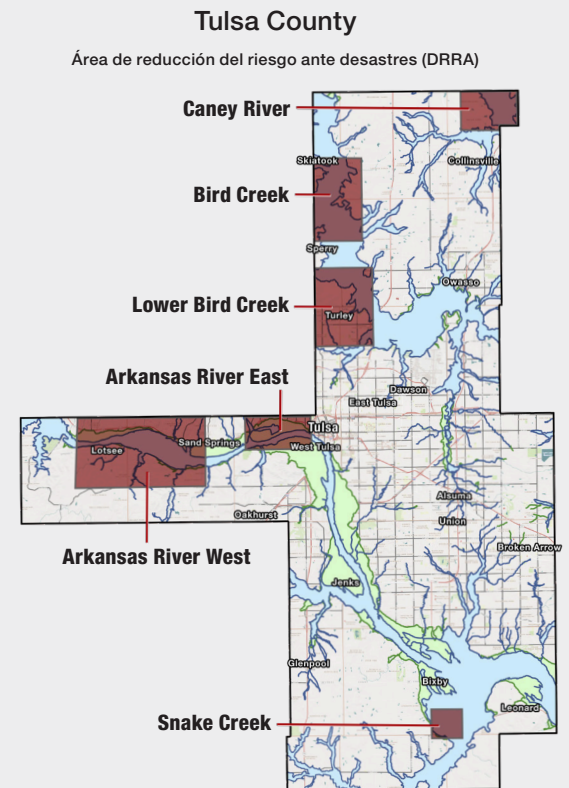 Tulsa County
Área de reducción del riesgo ante desastres (DRRA)
Caney River
Skiatook
Collinsville
Bird Creek
Sperry
Owasso
Lower Bird Creek
Turley
Arkansas River East
Dawson
East Tulsa
Tulsa
Sand Springs
West Tulsa
Lotsee
Alsuma
Oakhurst
Union
Broken Arrow
Arkansas River West
Jenks
Glenpool
Bixby
Leonard
Snake Creek